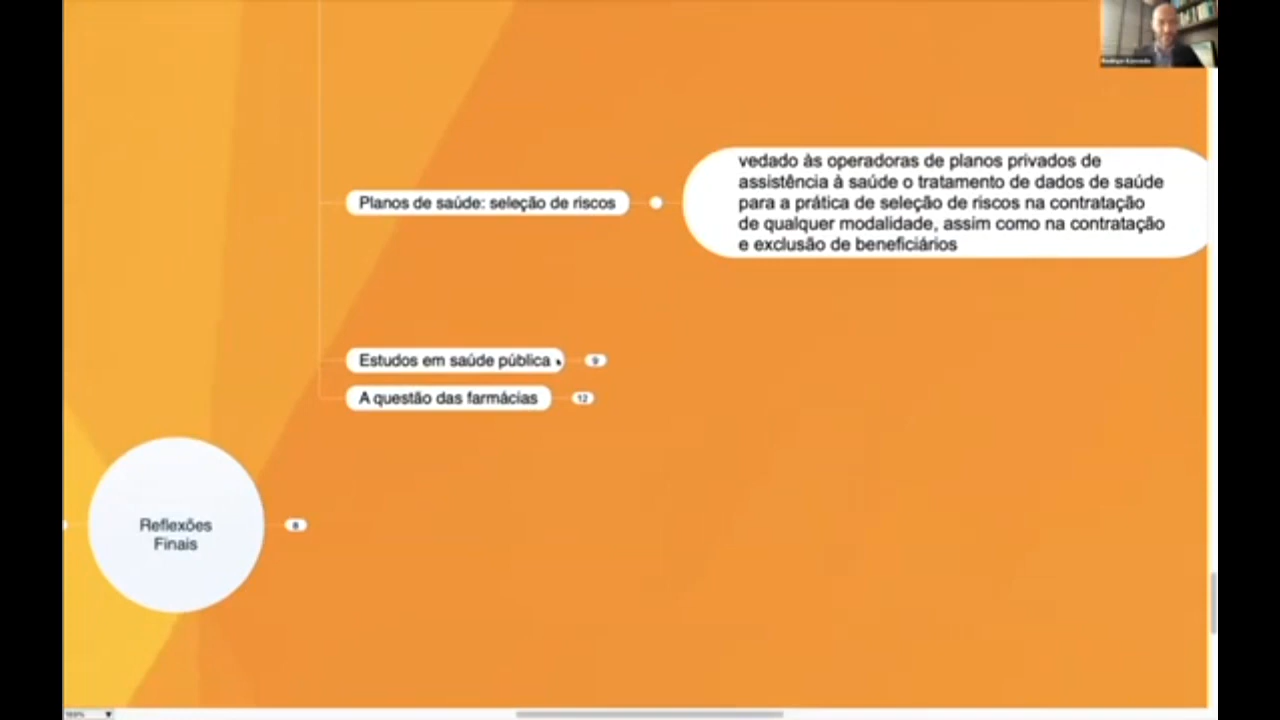 Planos de saúde: seleção de riscos
vedado às operadoras de planos privados de
assistência à saúde o tratamento de dados de saúde
para a prática de seleção de riscos na contratação
de qualquer modalidade, assim como na contratação
e exclusão de beneficiários
Estudos em saúde pública
9
A questão das farmácias
12
Reflexões
Finais
8